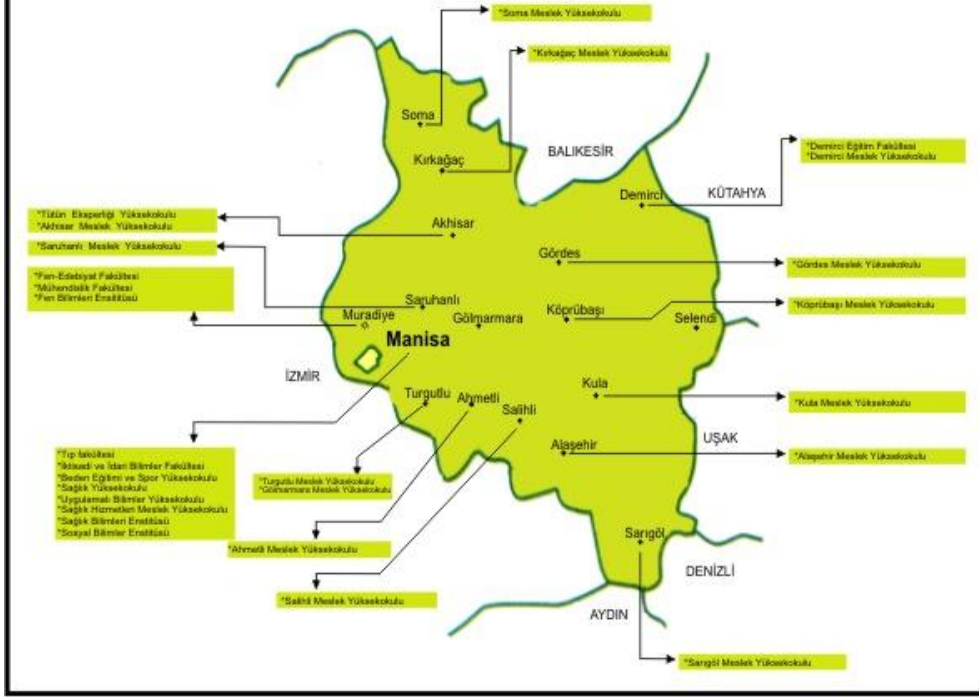 *Soma Meslek Yüksekokulu
*Kırkağaç Meslek Yüksekokulu
Soma
BALIKESİR
*Demirci Eğitim Fakültesi
*Demirci Meslek Yüksekokulu
Kırkağaç
Demirci
KÜTAHYA
*Tütün Eksperliği Yüksekokulu
*Akhisar Meslek Yüksekokulu
Akhisar
*Saruhanlı Meslek Yüksekokulu
Gördes
*Gördes Meslek Yüksekokulu
*Fen-Edebiyat Fakültesi
*Mühendislik Fakültesi
*Fen Bilimleri Ensititüsü
Saruhanlı
Köprübaşı
*Köprübaşı Meslek Yüksekokulu
Muradiye
Gölmarmara
Selendi
Manisa
İZMİR
Kula
*Kula Meslek Yüksekokulu
Turgutlu
Ahmetli
Salihli
UŞAK
Alaşehir
*Alaşehir Meslek Yüksekokulu
*Tıp fakültesi
*İktisadi ve İdari Bilimler Fakültesi
*Beden Eğitimi ve Spor Yüksekokulu
*Sağlık Yüksekokulu
*Uygulamalı Bilimler Yüksekokulu
*Sağlık Hizmetleri Meslek Yüksekokulu
*Sağlık Bilimleri Enstitüsü
*Sosyal Bilimler Enstitüsü
*Turgutlu Meslek Yüksekokulu
*Gölmarmara Meslek Yüksekokulu
*Ahmetli Meslek Yüksekokulu
Sarıgöl
DENİZLİ
*Salihli Meslek Yüksekokulu
AYDIN
*Sarıgöl Meslek Yüksekokulu